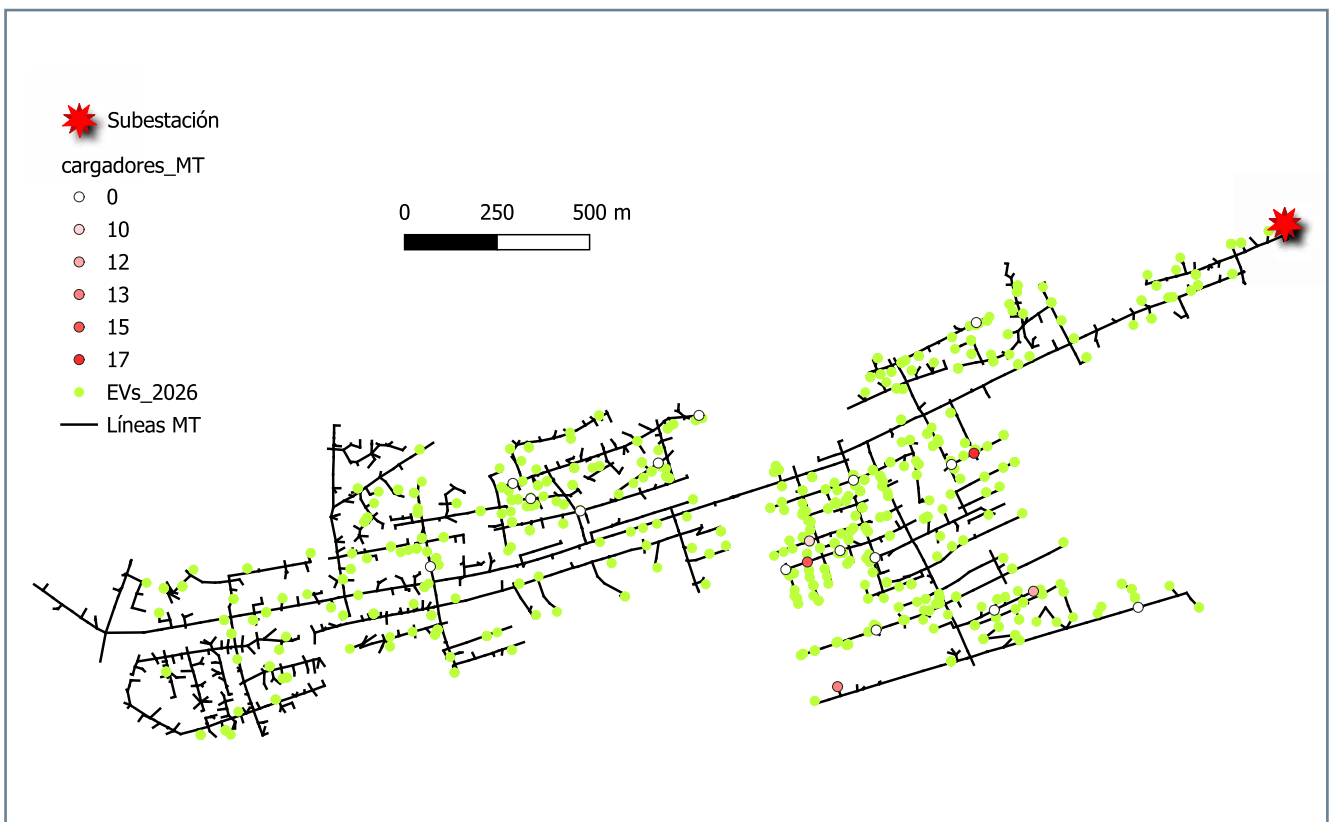 Subestación
cargadores_MT
0
10
12
13
15
17
EVs_2026
Líneas MT
0 250 500 m